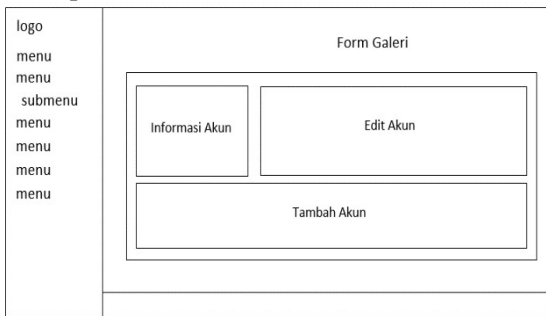 logo
menu
menu
submenu
menu
menu
menu
menu
Form Galeri
Informasi Akun
Edit Akun
Tambah Akun